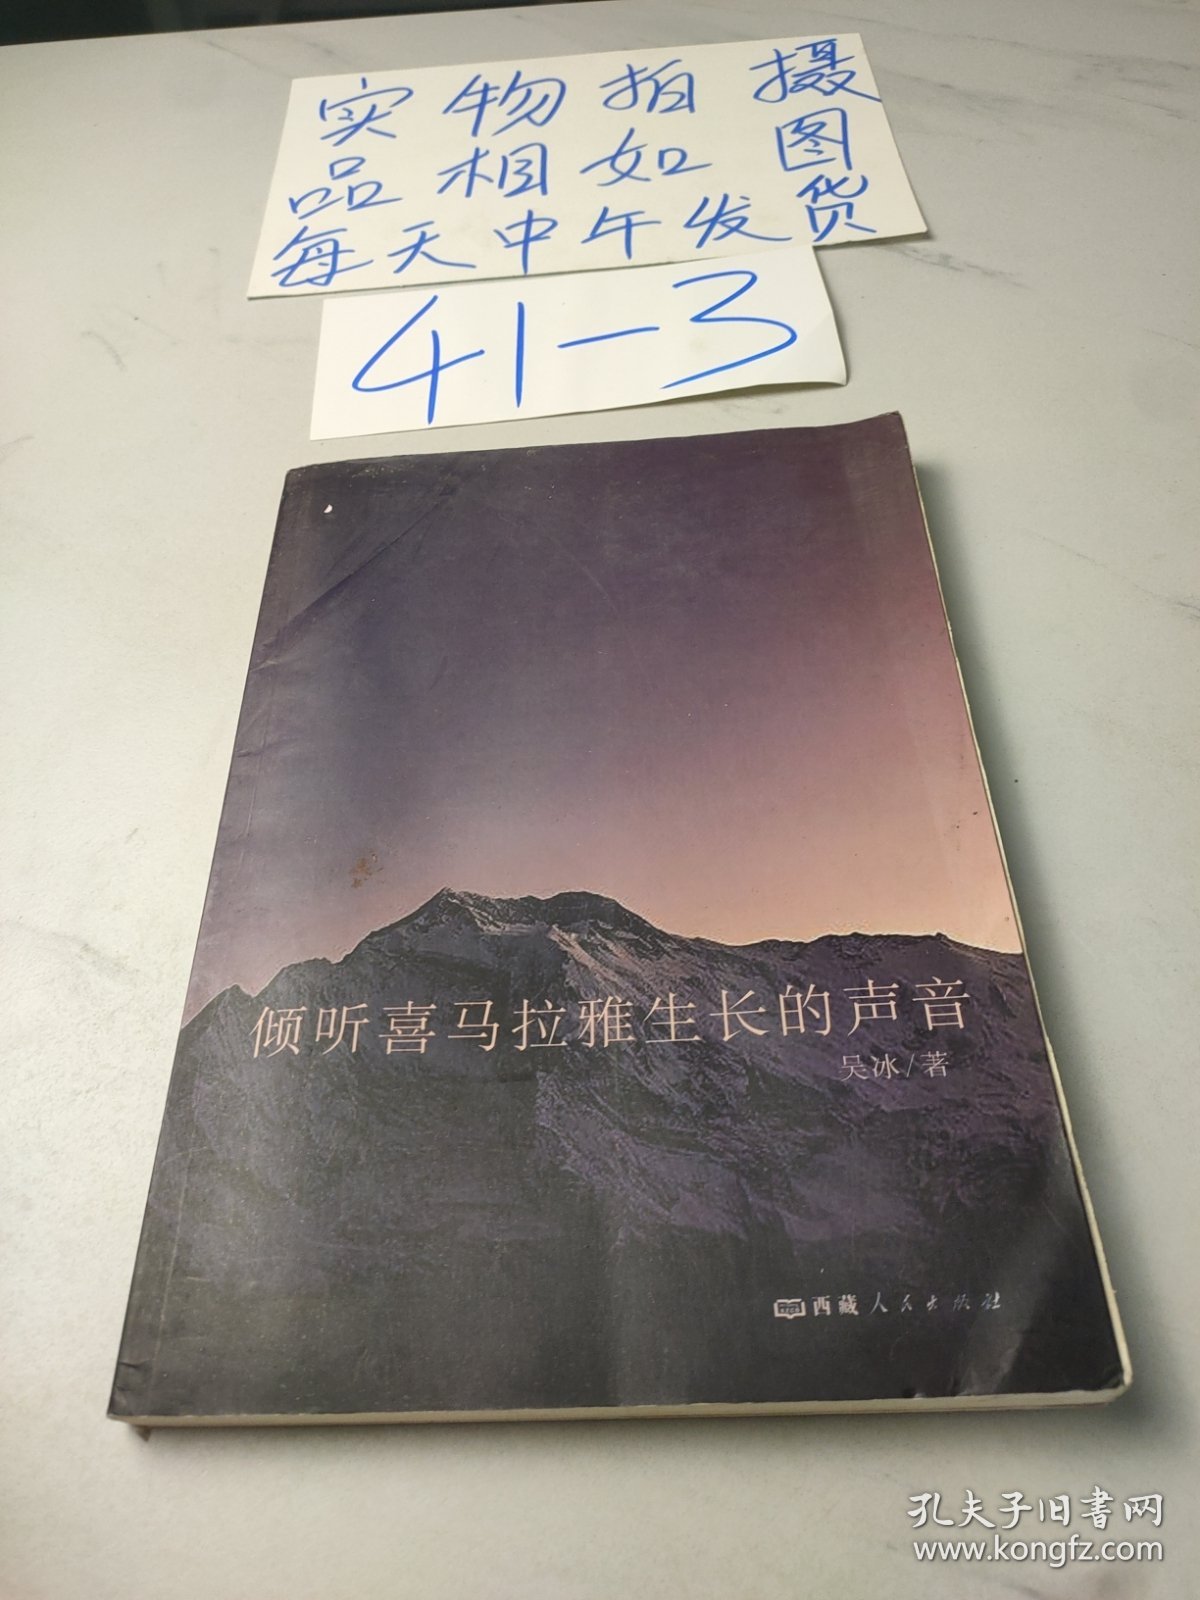 实物拍摄
品相如图
每天中午发货
41-3
倾听喜马拉雅生长的声音
吴冰/著
西藏人民出版社
孔夫子旧书网
www.kongfz.com